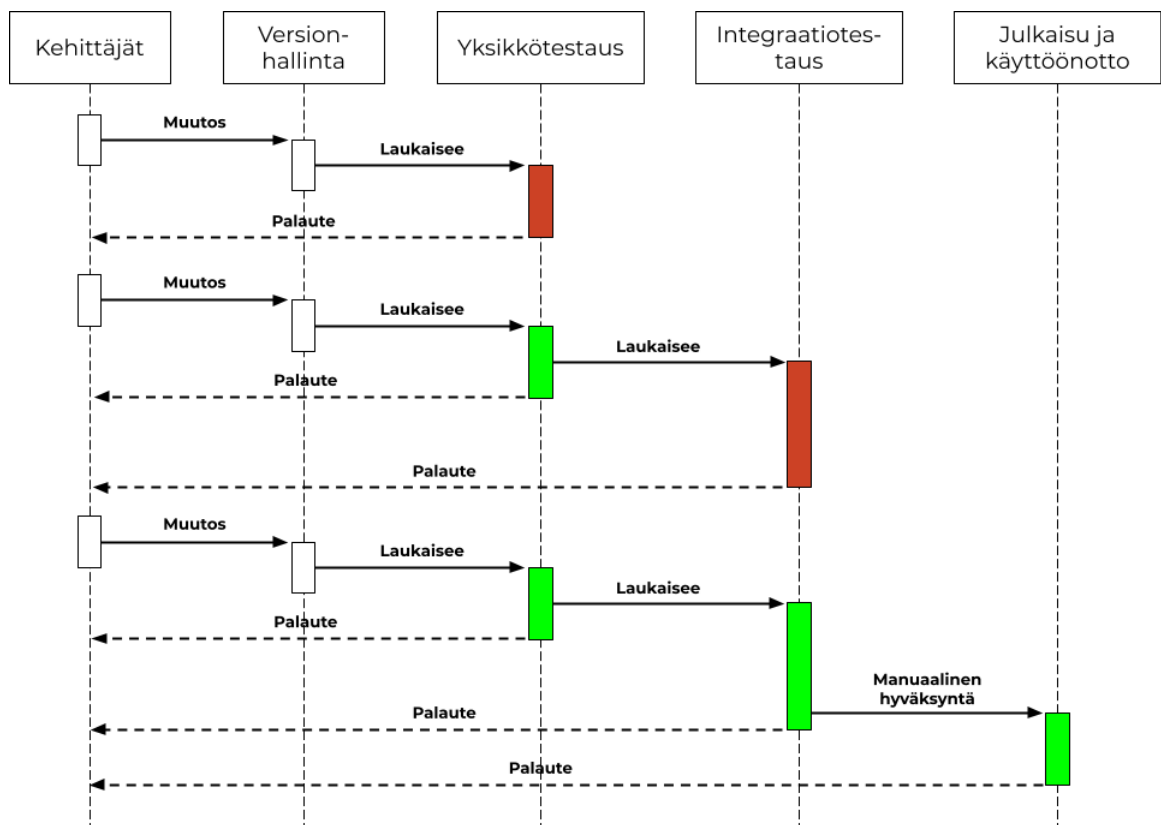 Kehittäjät
Version-
hallinta
Yksikkötestaus
Integraatiotes-
taus
Julkaisu ja
käyttöönotto
Muutos
Laukaisee
Palaute
Muutos
Laukaisee
Laukaisee
Palaute
Palaute
Muutos
Laukaisee
Laukaisee
Palaute
Manuaalinen
hyväksyntä
Palaute
Palaute